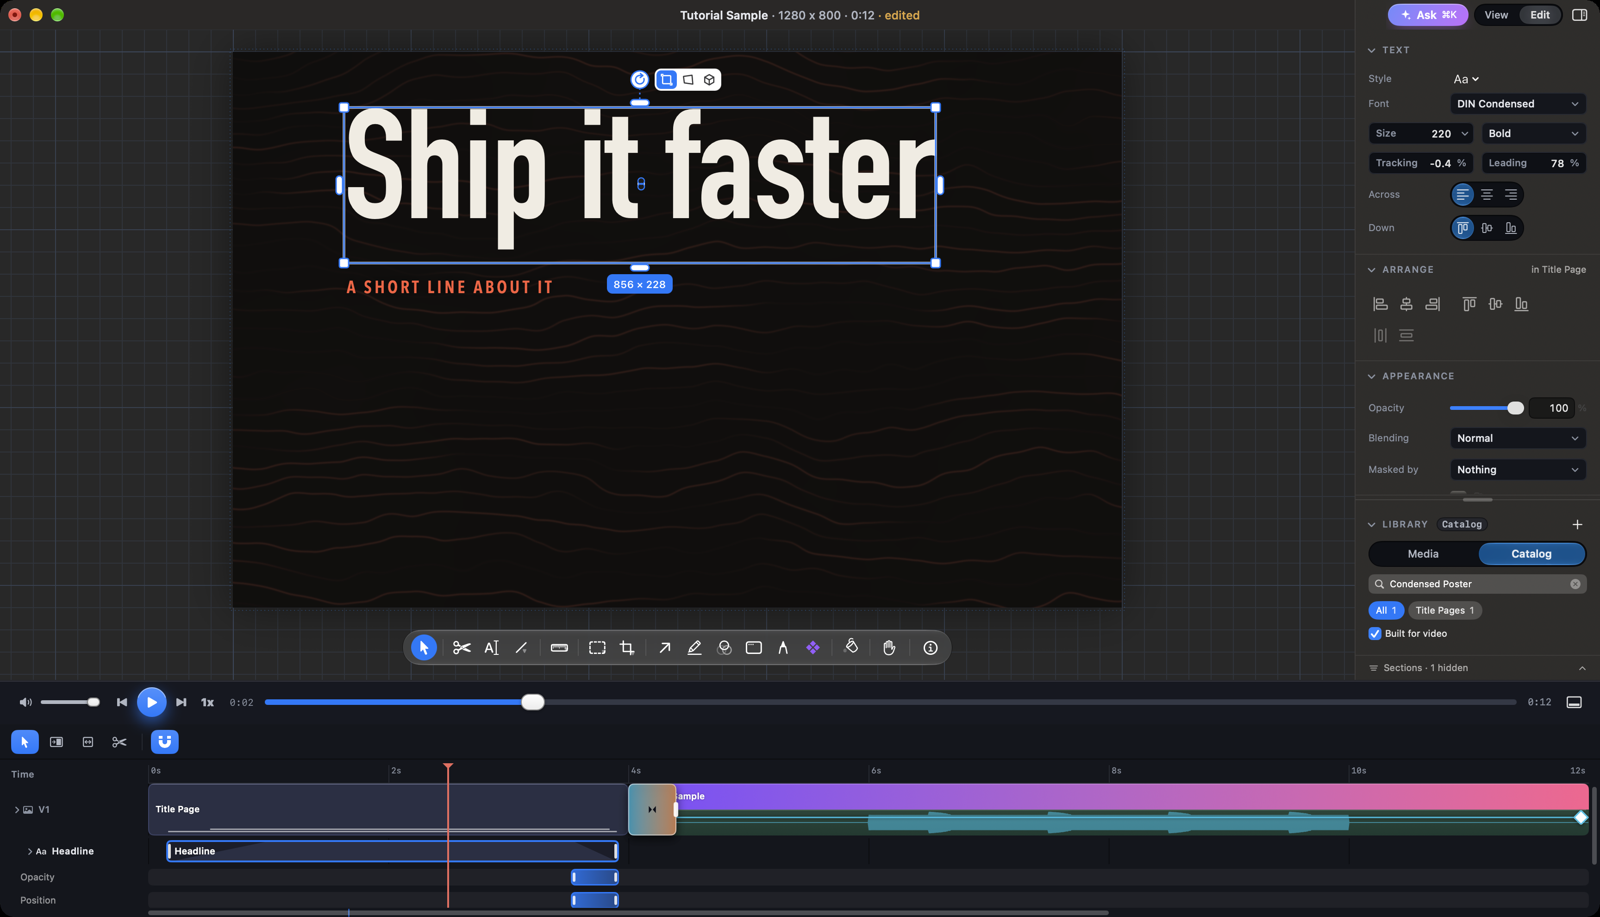 Tutorial Sample · 1280 x 800 · 0:12 · edited
Ask ⌘K
View
Edit
TEXT
Style
Aa
Font
DIN Condensed
Size 220
Bold
Tracking -0.4 %
Leading 78 %
Across
Down
ARRANGE
in Title Page
APPEARANCE
Opacity
100 %
Blending
Normal
Masked by
Nothing
LIBRARY
Catalog
Media
Catalog
Condensed Poster
All 1
Title Pages 1
Built for video
Sections · 1 hidden
Ship it faster
A SHORT LINE ABOUT IT
856 × 228
1x
0:02
0:12
Time
0s
2s
4s
6s
8s
10s
12s
V1
Title Page
ample
Aa Headline
Headline
Opacity
Position